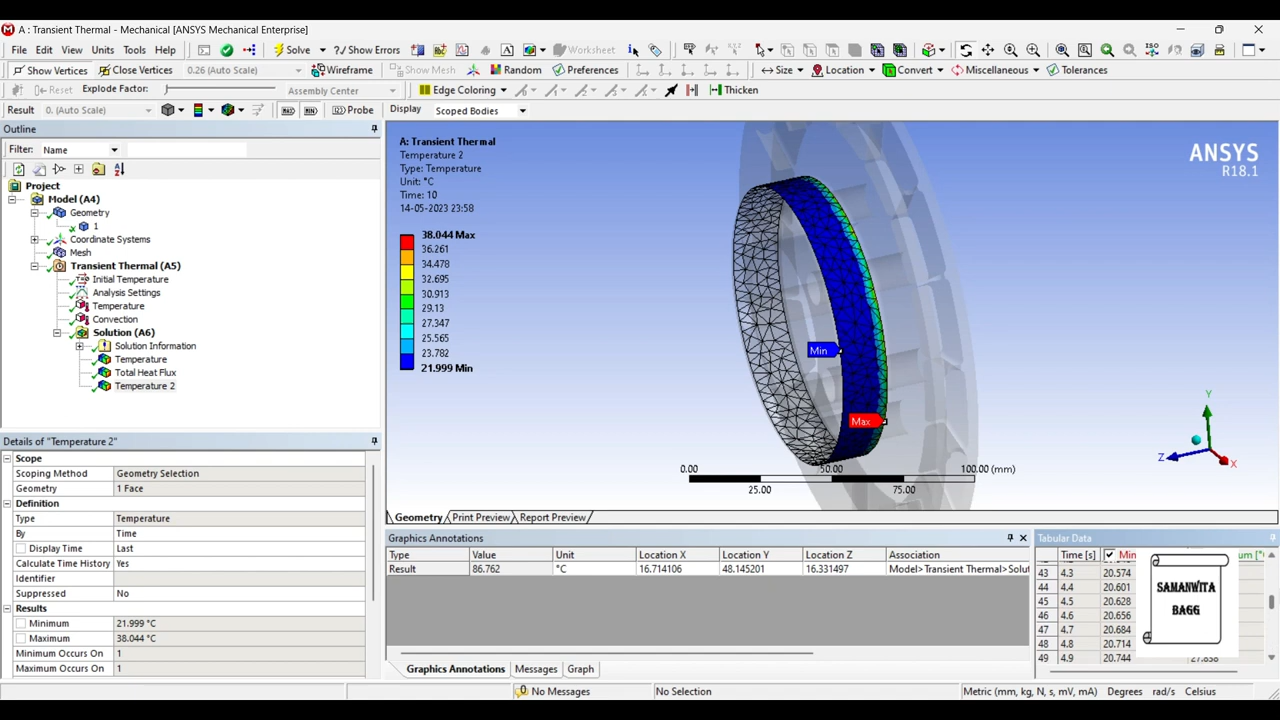 A : Transient Thermal - Mechanical [ANSYS Mechanical Enterprise]
File Edit View Units Tools Help Solve ?/ Show Errors Worksheet
Show Vertices Close Vertices 0.26 (Auto Scale) Wireframe Show Mesh Random Preferences Size Location Convert Miscellaneous Tolerances
Reset Explode Factor: Assembly Center Edge Coloring Thicken
Result 0. (Auto Scale) MAX MIN Probe Display Scoped Bodies
Outline
Filter: Name
Project
Model (A4)
Geometry
1
Coordinate Systems
Mesh
Transient Thermal (A5)
Initial Temperature
Analysis Settings
Temperature
Convection
Solution (A6)
Solution Information
Temperature
Total Heat Flux
Temperature 2
Details of "Temperature 2"
Scope
Scoping Method Geometry Selection
Geometry 1 Face
Definition
Type Temperature
By Time
Display Time Last
Calculate Time History Yes
Identifier
Suppressed No
Results
Minimum 21.999 °C
Maximum 38.044 °C
Minimum Occurs On 1
Maximum Occurs On 1
A: Transient Thermal
Temperature 2
Type: Temperature
Unit: °C
Time: 10
14-05-2023 23:58
38.044 Max
36.261
34.478
32.695
30.913
29.13
27.347
25.565
23.782
21.999 Min
ANSYS
R18.1
Min
Max
Y
Z
X
0.00 50.00 100.00 (mm)
25.00 75.00
Geometry Print Preview Report Preview
Graphics Annotations
Type Value Unit Location X Location Y Location Z Association
Result 86.762 °C 16.714106 48.145201 16.331497 Model>Transient Thermal>Solu
Graphics Annotations Messages Graph
Tabular Data
Time [s] Min
43 4.3 20.574
44 4.4 20.601
45 4.5 20.628
46 4.6 20.656
47 4.7 20.684
48 4.8 20.714
49 4.9 20.744 27.838
SAMANWITA
BAGG
No Messages No Selection Metric (mm, kg, N, s, mV, mA) Degrees rad/s Celsius